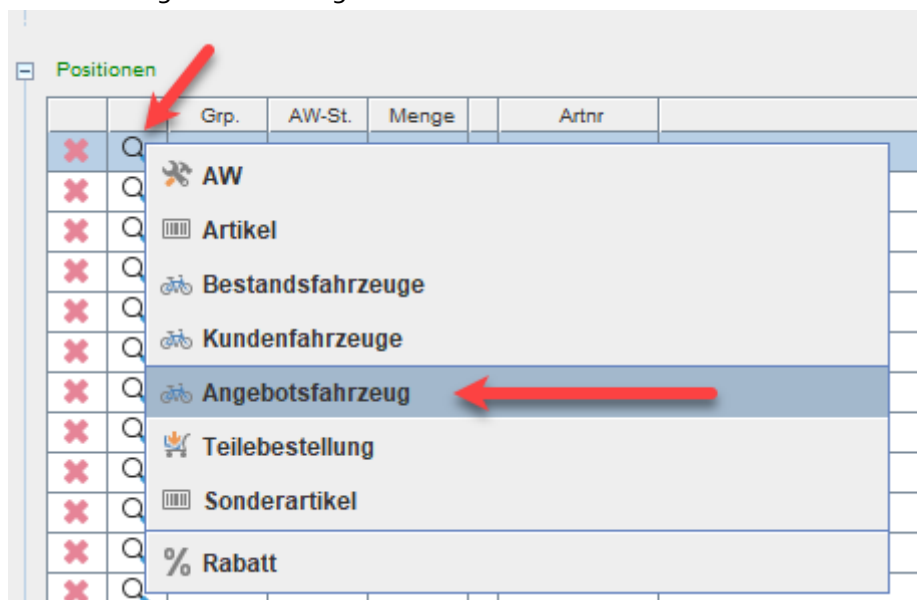 Positionen
Grp. AW-St. Menge Artnr
AW
Artikel
Bestandsfahrzeuge
Kundenfahrzeuge
Angebotsfahrzeug
Teilebestellung
Sonderartikel
% Rabatt